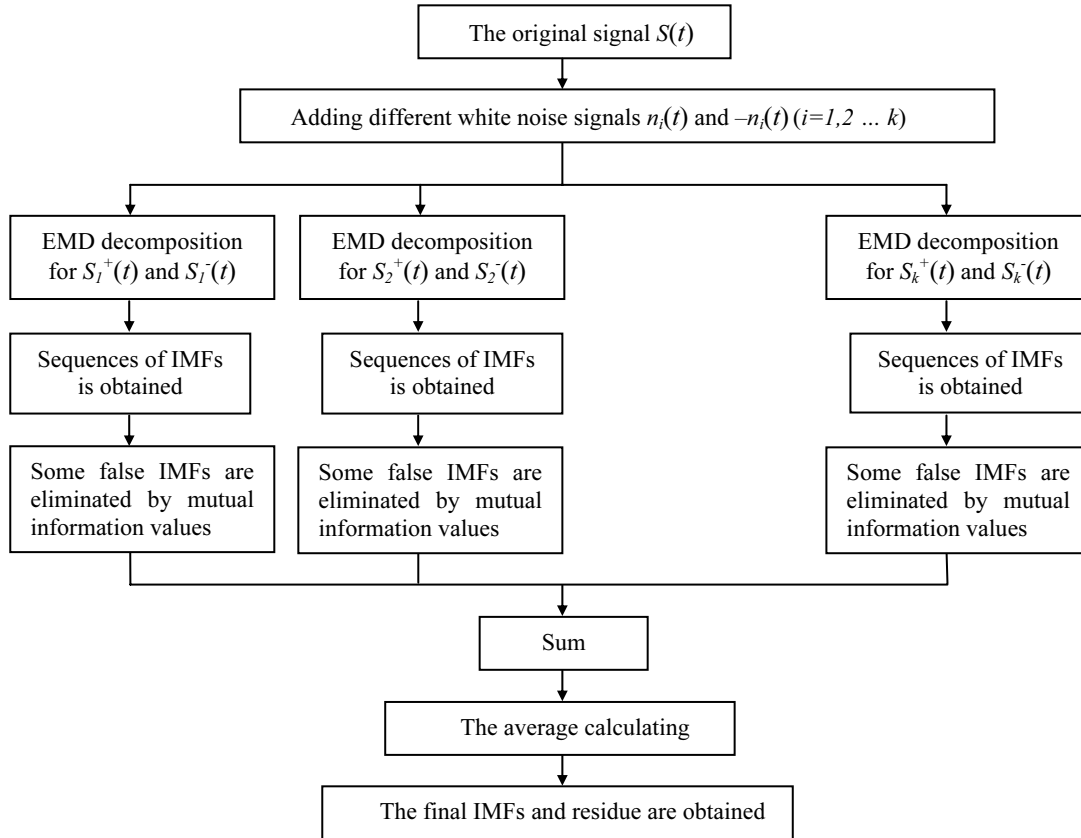 The original signal S(t)
Adding different white noise signals nᵢ(t) and –nᵢ(t) (i=1,2 ... k)
EMD decomposition
for S₁⁺(t) and S₁⁻(t)
EMD decomposition
for S₂⁺(t) and S₂⁻(t)
EMD decomposition
for Sₖ⁺(t) and Sₖ⁻(t)
Sequences of IMFs
is obtained
Sequences of IMFs
is obtained
Sequences of IMFs
is obtained
Some false IMFs are
eliminated by mutual
information values
Some false IMFs are
eliminated by mutual
information values
Some false IMFs are
eliminated by mutual
information values
Sum
The average calculating
The final IMFs and residue are obtained